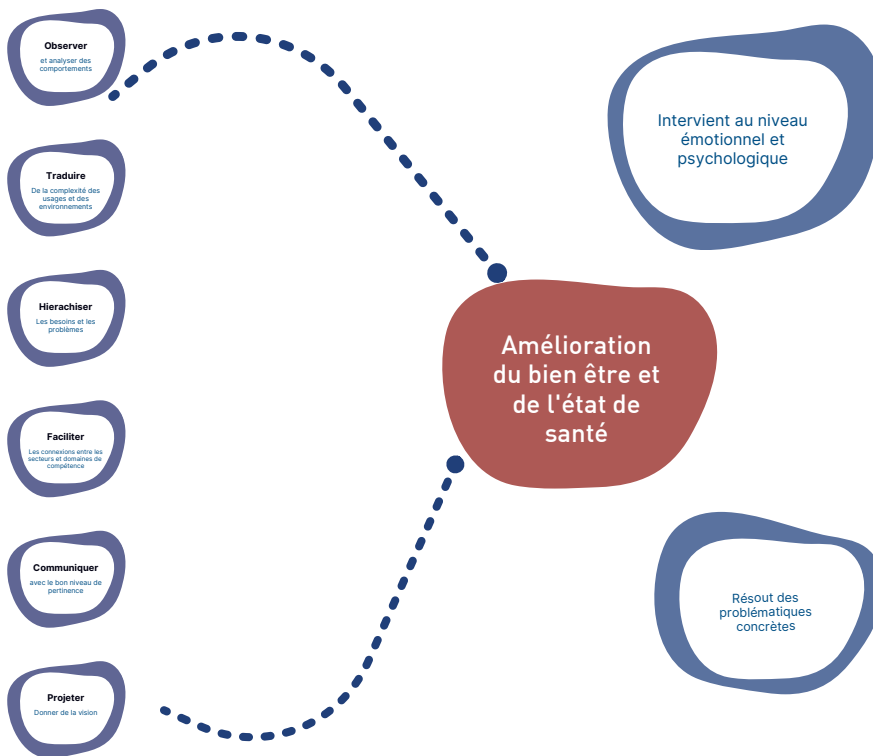 Observer
et analyser des
comportements
Traduire
De la complexité des
usages et des
environnements
Hierachiser
Les besoins et les
problèmes
Faciliter
Les connexions entre les
secteurs et domaines de
compétence
Communiquer
avec le bon niveau de
pertinence
Projeter
Donner de la vision
Amélioration
du bien être et
de l'état de
santé
Intervient au niveau
émotionnel et
psychologique
Résout des
problématiques
concrètes